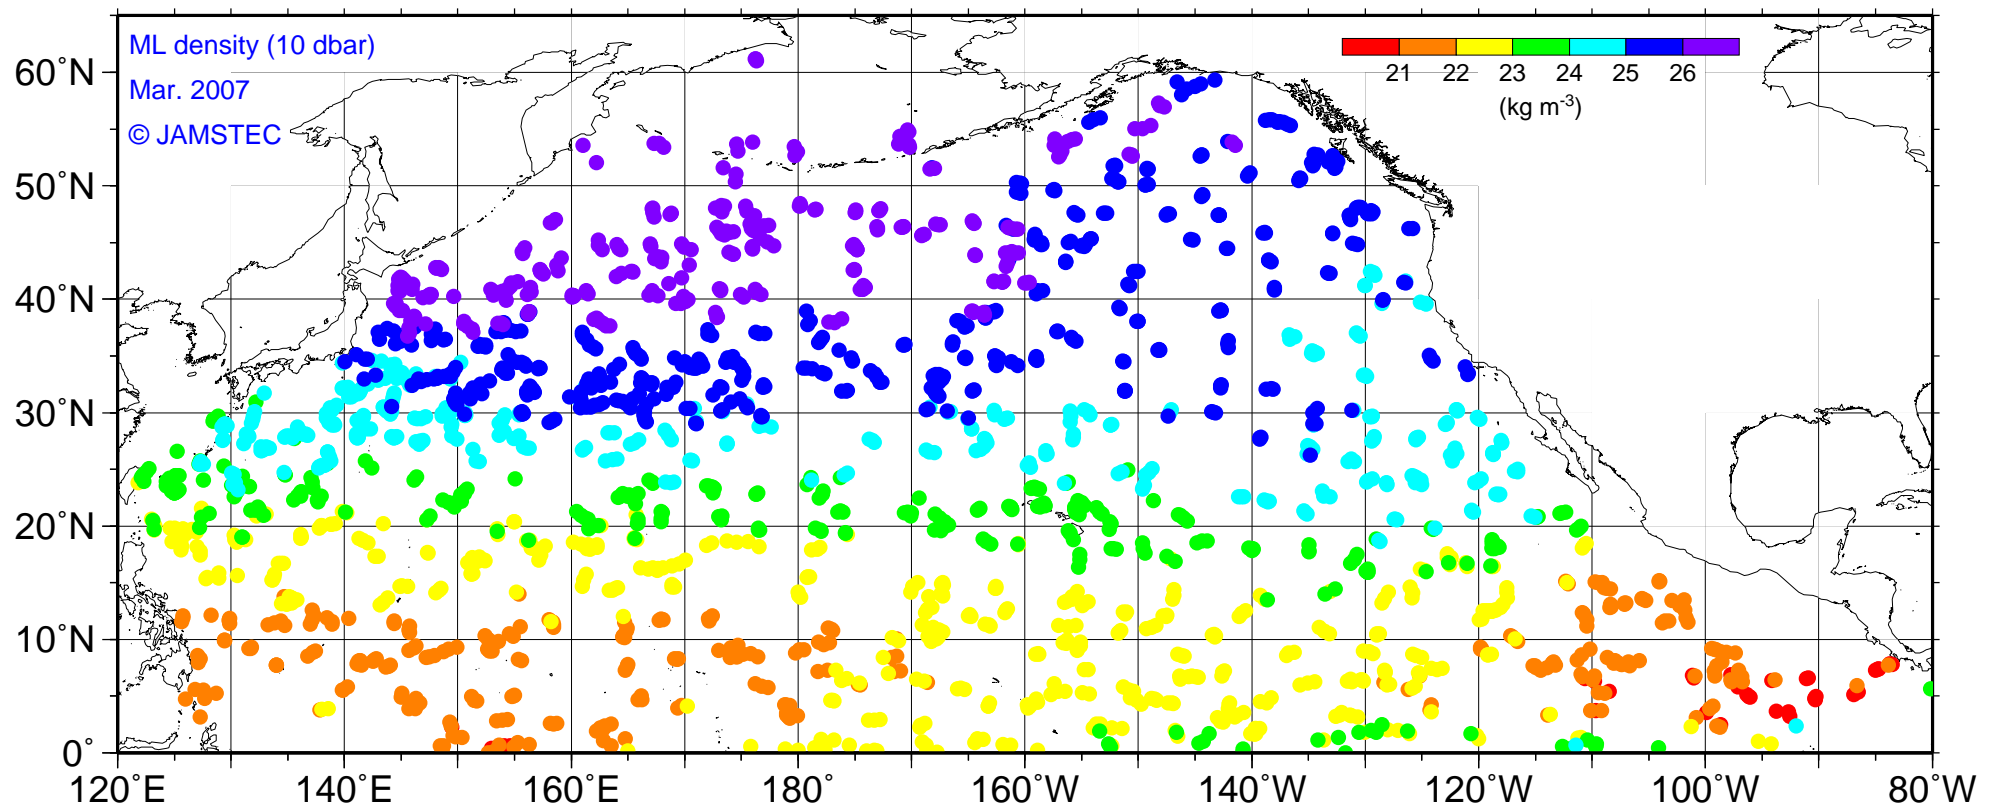 ML density (10 dbar)
Mar. 2007
© JAMSTEC
21 22 23 24 25 26
(kg m-3)
60˚N
50˚N
40˚N
30˚N
20˚N
10˚N
0˚
120˚E 140˚E 160˚E 180˚ 160˚W 140˚W 120˚W 100˚W 80˚W